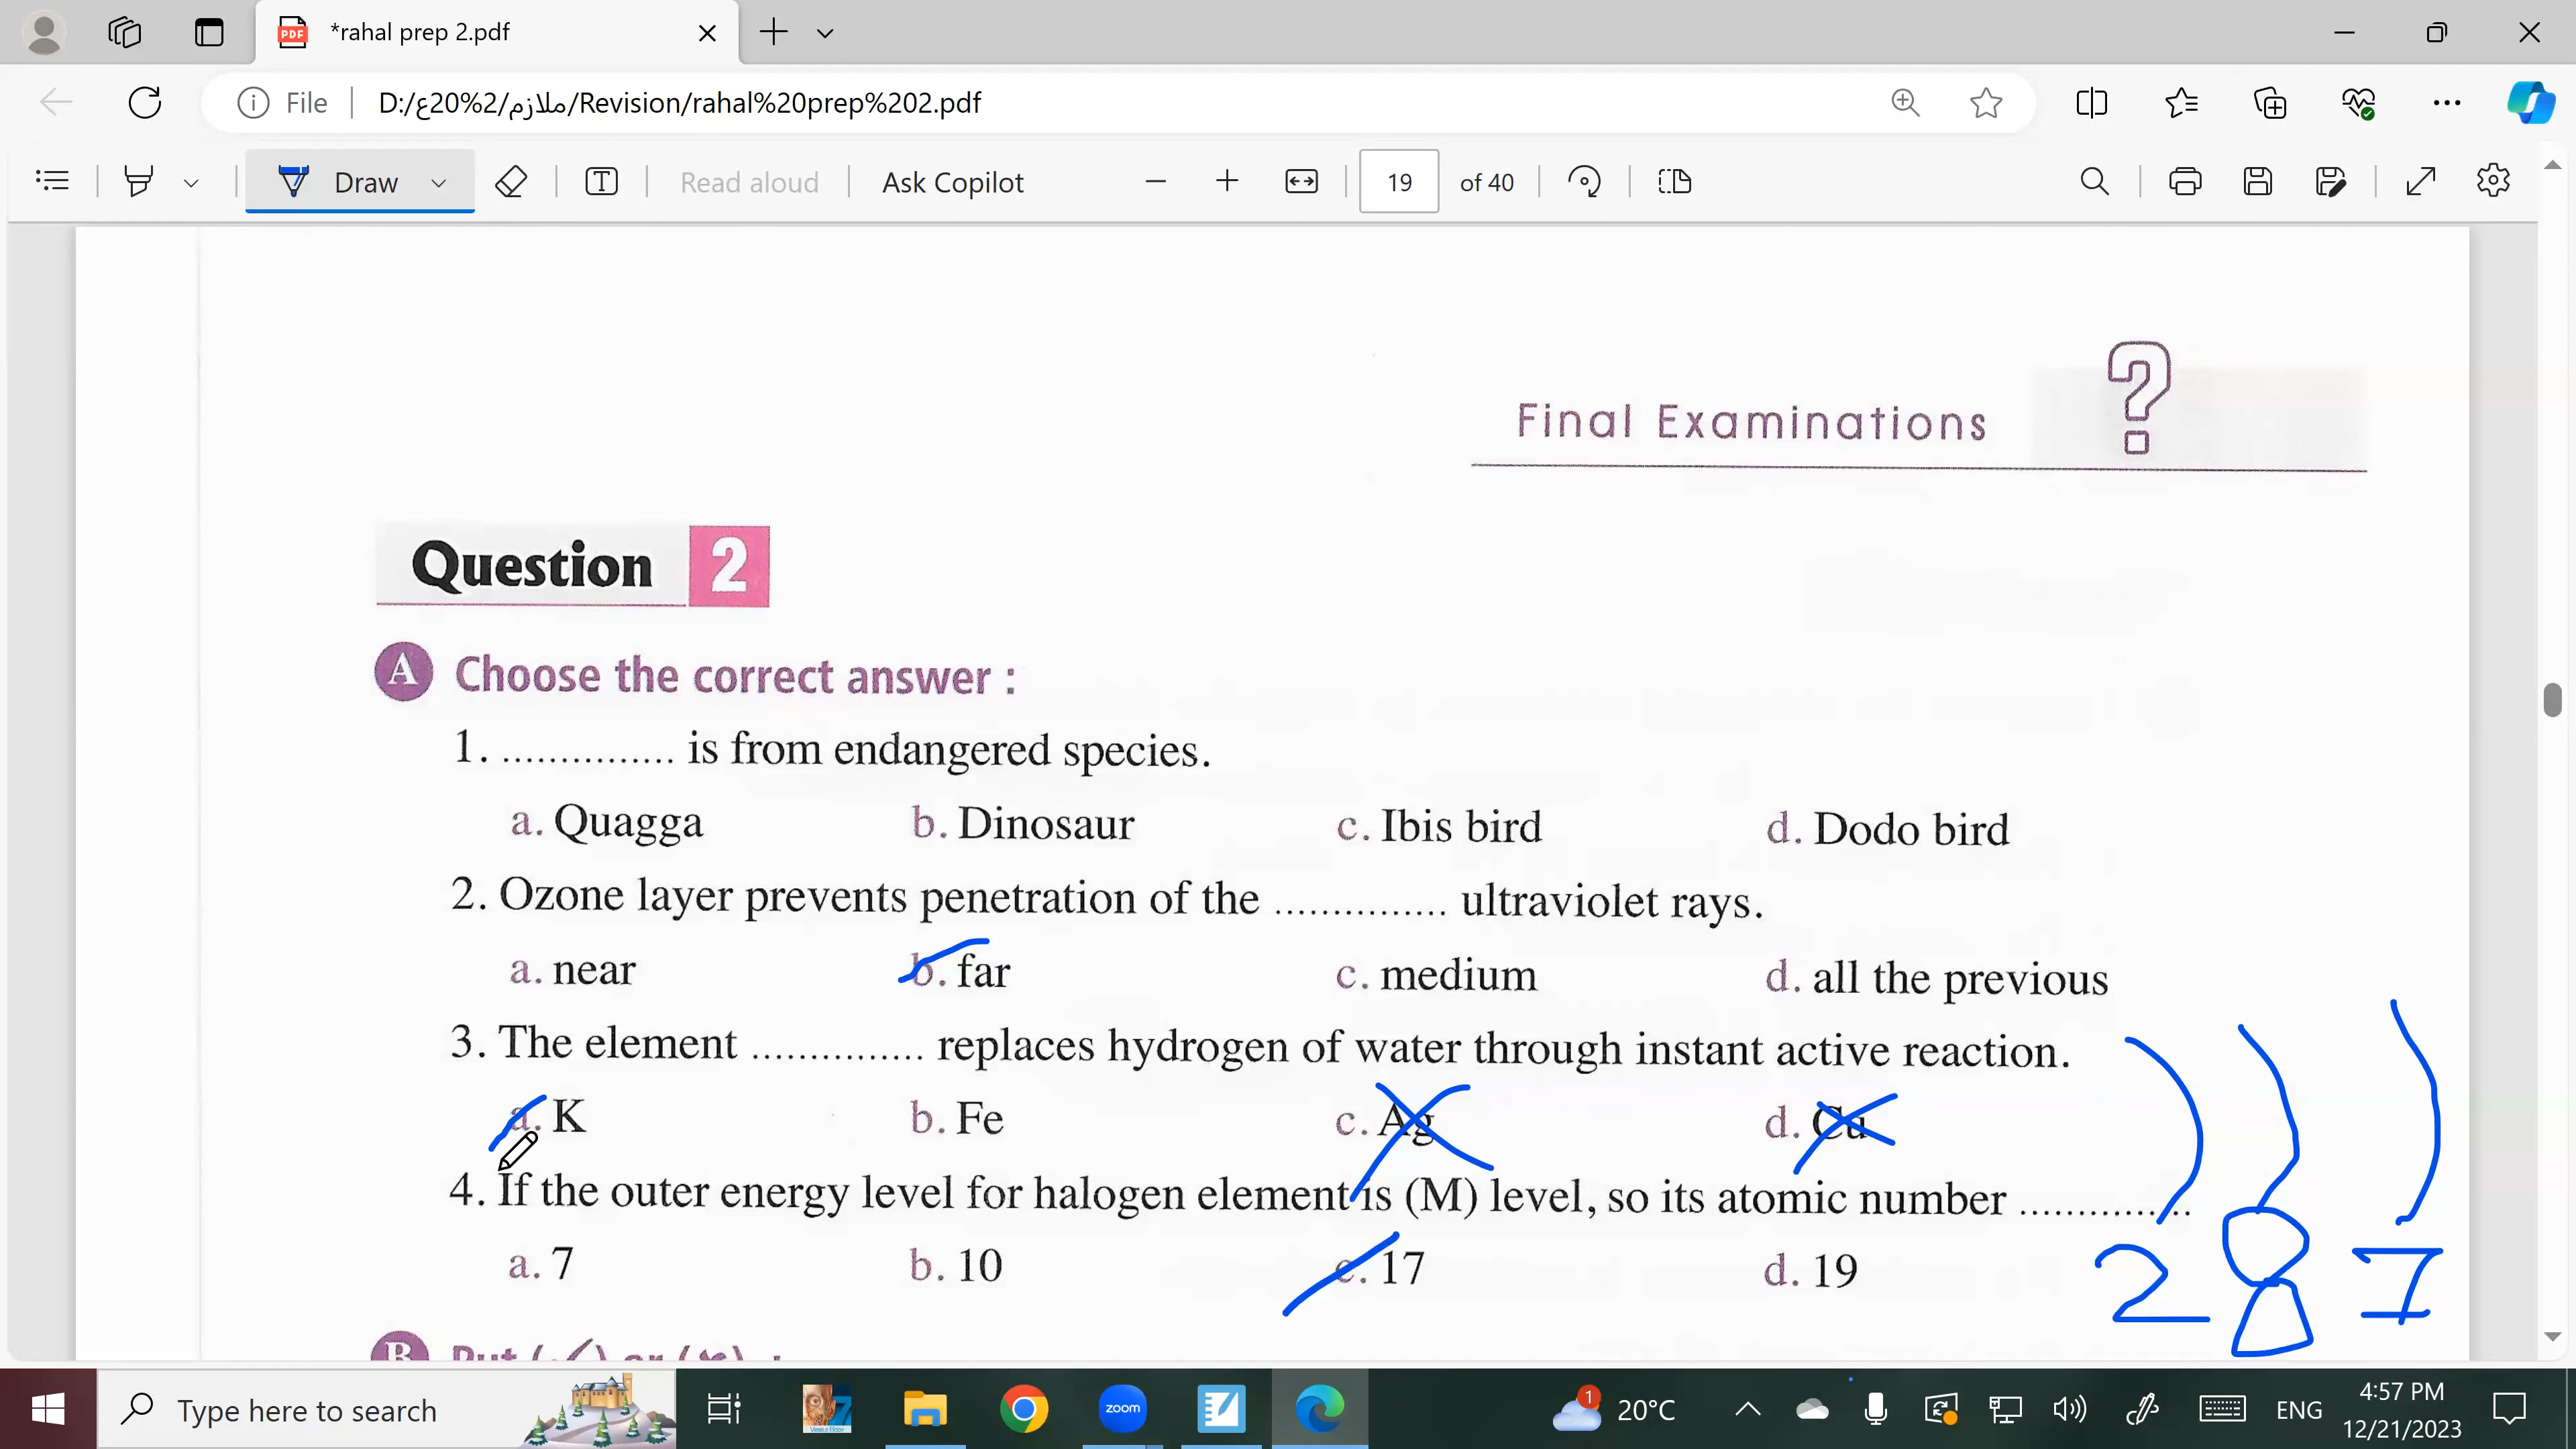 *rahal prep 2.pdf
File
D:/ملازم/2%20ع/Revision/rahal%20prep%202.pdf
Draw
Read aloud
Ask Copilot
19
of 40
Final Examinations ?
Question 2
A Choose the correct answer :
1. ............... is from endangered species.
a. Quagga b. Dinosaur c. Ibis bird d. Dodo bird
2. Ozone layer prevents penetration of the ............... ultraviolet rays.
a. near b. far c. medium d. all the previous
3. The element ............... replaces hydrogen of water through instant active reaction.
a. K b. Fe c. Ag d. Cu
4. If the outer energy level for halogen element is (M) level, so its atomic number ...............
a. 7 b. 10 c. 17 d. 19
2 8 7
B Put (✓) or (✗) :
Type here to search
zoom
1
20°C
ENG
4:57 PM
12/21/2023